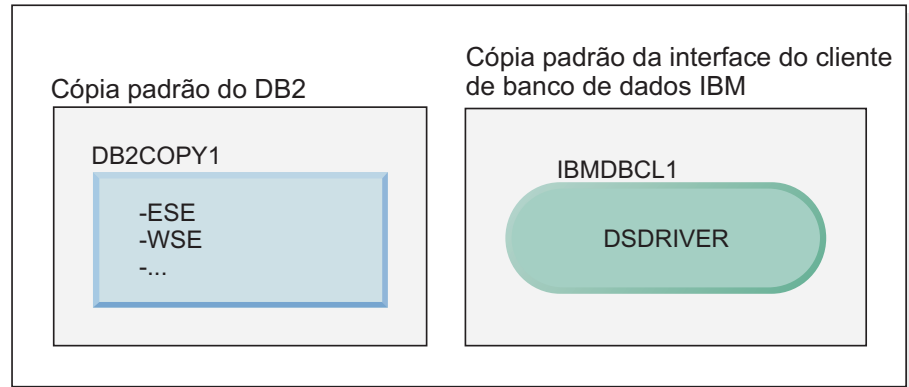 Cópia padrão do DB2
DB2COPY1
-ESE
-WSE
-...
Cópia padrão da interface do cliente
de banco de dados IBM
IBMDBCL1
DSDRIVER